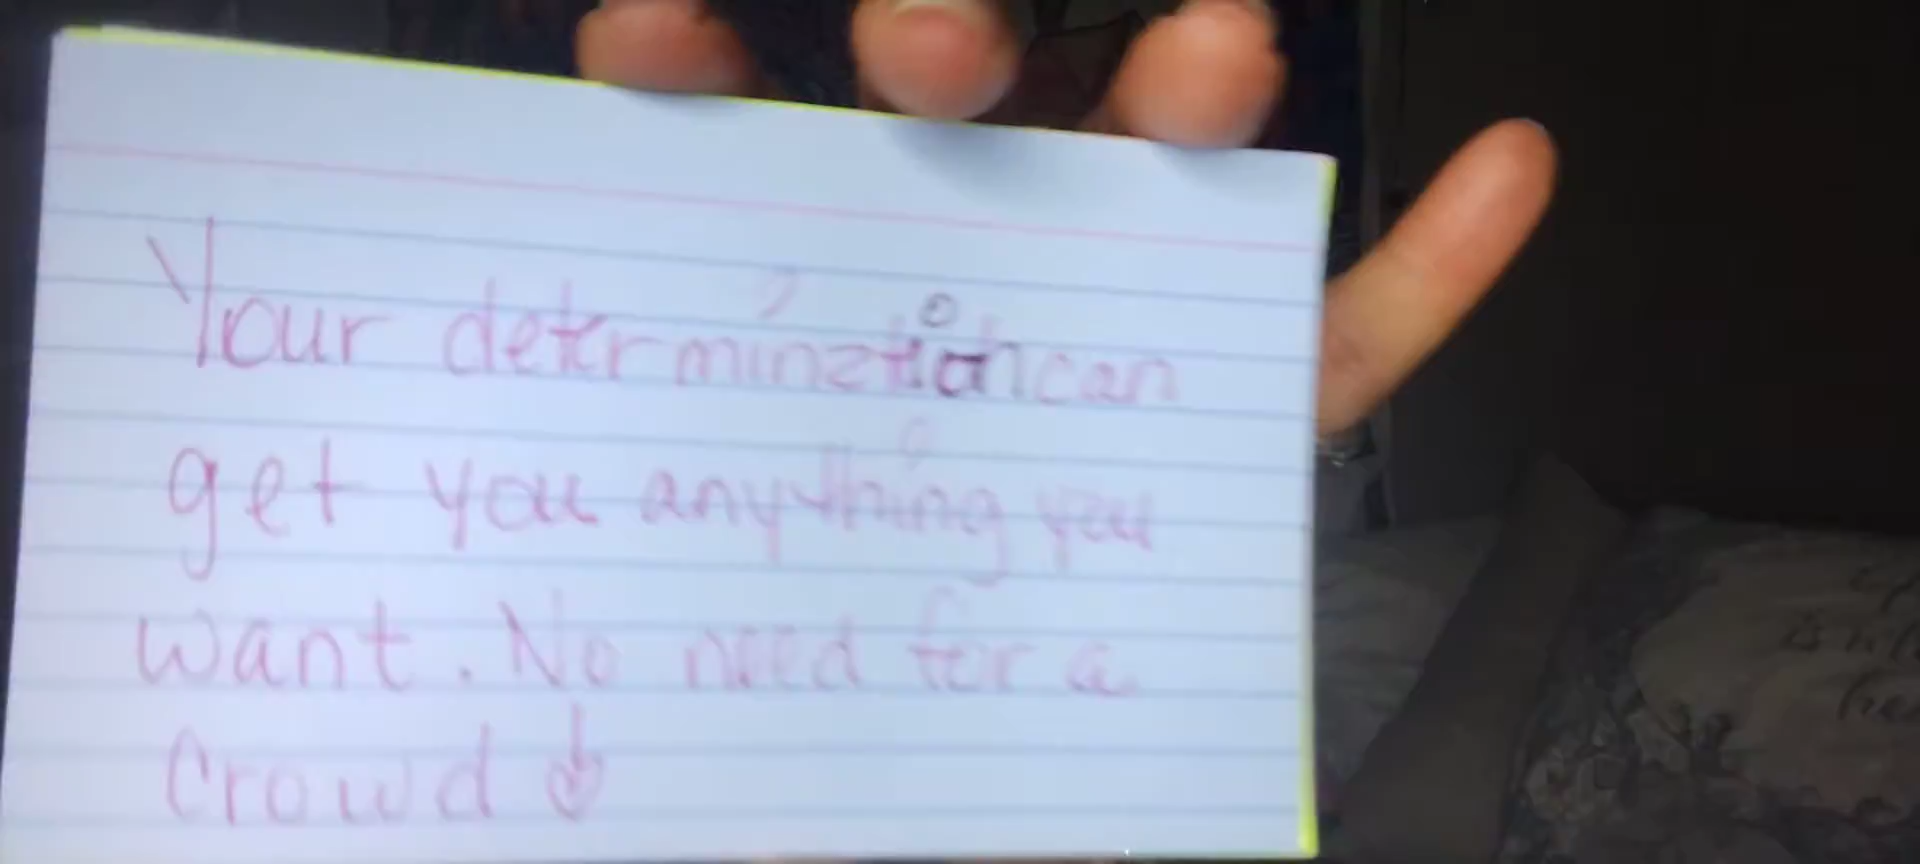 Your determination can
get you anything you
want. No need for a
crowd